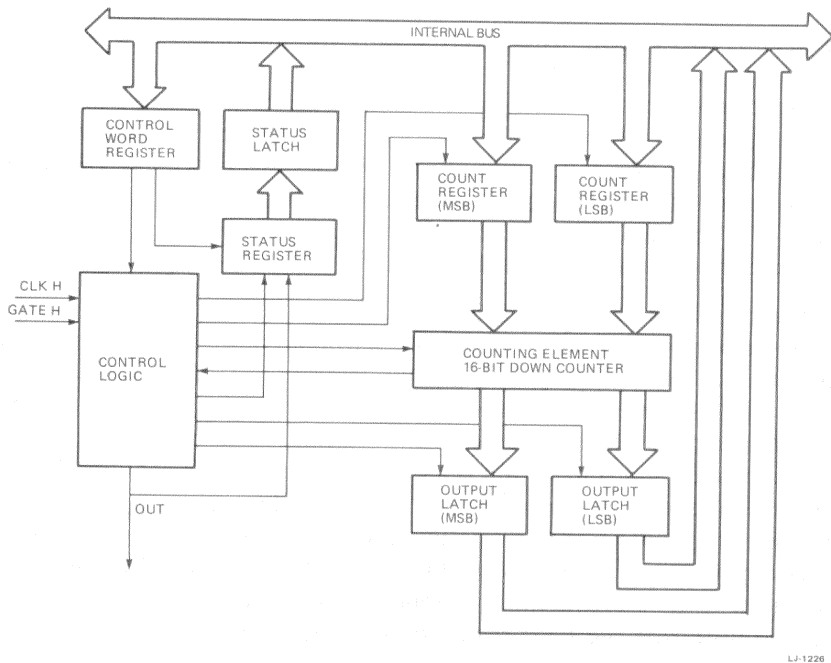 INTERNAL BUS
CONTROL
WORD
REGISTER
STATUS
LATCH
COUNT
REGISTER
(MSB)
COUNT
REGISTER
(LSB)
STATUS
REGISTER
CLK H
GATE H
CONTROL
LOGIC
COUNTING ELEMENT
16-BIT DOWN COUNTER
OUTPUT
LATCH
(MSB)
OUTPUT
LATCH
(LSB)
OUT
LJ-1226